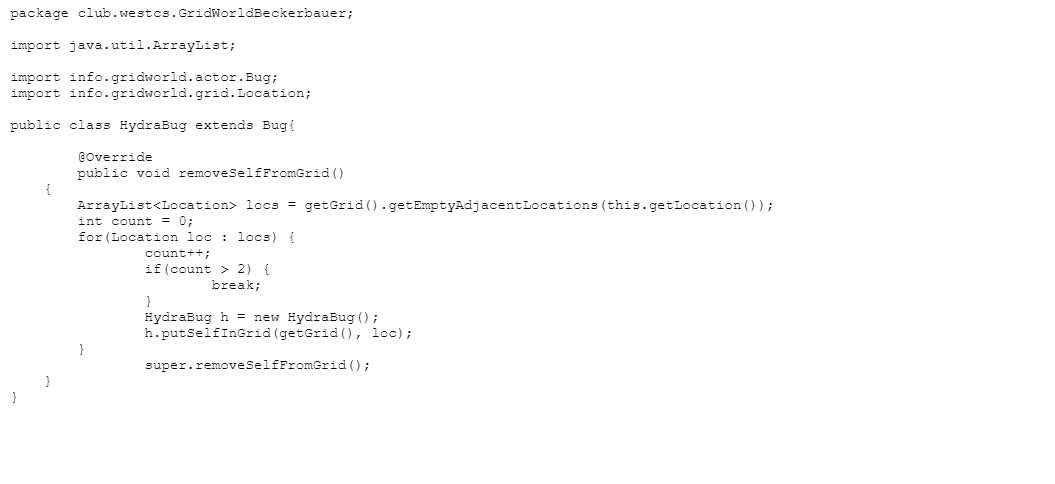 package club.westcs.GridWorldBeckerbauer;

import java.util.ArrayList;

import info.gridworld.actor.Bug;
import info.gridworld.grid.Location;

public class HydraBug extends Bug{

        @Override
        public void removeSelfFromGrid()
    {
        ArrayList<Location> locs = getGrid().getEmptyAdjacentLocations(this.getLocation());
        int count = 0;
        for(Location loc : locs) {
                count++;
                if(count > 2) {
                        break;
                }
                HydraBug h = new HydraBug();
                h.putSelfInGrid(getGrid(), loc);
        }
                super.removeSelfFromGrid();
    }
}